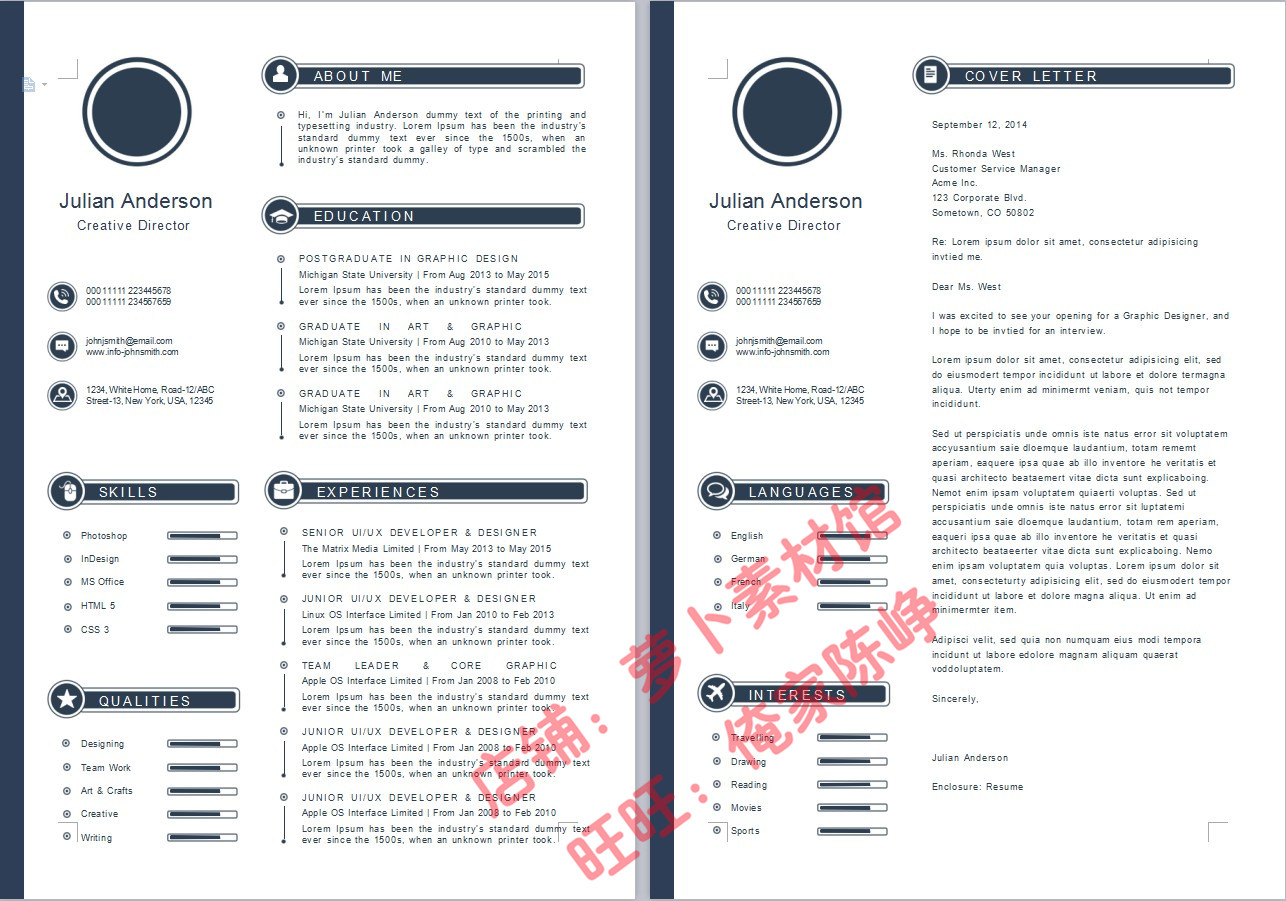 Julian Anderson
Creative Director
000 11111 223445678
000 11111 234567659
johnjsmith@email.com
www.info-johnsmith.com
1234, White Home, Road-12/ABC
Street-13, New York, USA, 12345
SKILLS
Photoshop
InDesign
MS Office
HTML 5
CSS 3
QUALITIES
Designing
Team Work
Art & Crafts
Creative
Writing
ABOUT ME
Hi, I'm Julian Anderson dummy text of the printing and
typesetting industry. Lorem Ipsum has been the industry's
standard dummy text ever since the 1500s, when an
unknown printer took a galley of type and scrambled the
industry's standard dummy.
EDUCATION
POSTGRADUATE IN GRAPHIC DESIGN
Michigan State University | From Aug 2013 to May 2015
Lorem Ipsum has been the industry's standard dummy text
ever since the 1500s, when an unknown printer took.
GRADUATE IN ART & GRAPHIC
Michigan State University | From Aug 2010 to May 2013
Lorem Ipsum has been the industry's standard dummy text
ever since the 1500s, when an unknown printer took.
GRADUATE IN ART & GRAPHIC
Michigan State University | From Aug 2010 to May 2013
Lorem Ipsum has been the industry's standard dummy text
ever since the 1500s, when an unknown printer took.
EXPERIENCES
SENIOR UI/UX DEVELOPER & DESIGNER
The Matrix Media Limited | From May 2013 to May 2015
Lorem Ipsum has been the industry's standard dummy text
ever since the 1500s, when an unknown printer took.
JUNIOR UI/UX DEVELOPER & DESIGNER
Linux OS Interface Limited | From Jan 2010 to Feb 2013
Lorem Ipsum has been the industry's standard dummy text
ever since the 1500s, when an unknown printer took.
TEAM LEADER & CORE GRAPHIC
Apple OS Interface Limited | From Jan 2008 to Feb 2010
Lorem Ipsum has been the industry's standard dummy text
ever since the 1500s, when an unknown printer took.
JUNIOR UI/UX DEVELOPER & DESIGNER
Apple OS Interface Limited | From Jan 2008 to Feb 2010
Lorem Ipsum has been the industry's standard dummy text
ever since the 1500s, when an unknown printer took.
JUNIOR UI/UX DEVELOPER & DESIGNER
Apple OS Interface Limited | From Jan 2008 to Feb 2010
Lorem Ipsum has been the industry's standard dummy text
ever since the 1500s, when an unknown printer took.
Julian Anderson
Creative Director
000 11111 223445678
000 11111 234567659
johnjsmith@email.com
www.info-johnsmith.com
1234, White Home, Road-12/ABC
Street-13, New York, USA, 12345
LANGUAGES
English
German
French
Italy
INTERESTS
Travelling
Drawing
Reading
Movies
Sports
COVER LETTER
September 12, 2014
Ms. Rhonda West
Customer Service Manager
Acme Inc.
123 Corporate Blvd.
Sometown, CO 50802
Re: Lorem ipsum dolor sit amet, consectetur adipisicing
invtied me.
Dear Ms. West
I was excited to see your opening for a Graphic Designer, and
I hope to be invtied for an interview.
Lorem ipsum dolor sit amet, consectetur adipisicing elit, sed
do eiusmodert tempor incididunt ut labore et dolore termagna
aliqua. Uterty enim ad minimermt veniam, quis not tempor
incididunt.
Sed ut perspiciatis unde omnis iste natus error sit voluptatem
accyusantium saie dloemque laudantium, totam rememt
aperiam, eaquere ipsa quae ab illo inventore he veritatis et
quasi architecto beataemert vitae dicta sunt explicaboing.
Nemot enim ipsam voluptatem quiaerti voluptas. Sed ut
perspiciatis unde omnis iste natus error sit luptatemi
accusantium saie dloemque laudantium, totam rem aperiam,
eaqueri ipsa quae ab illo inventore he veritatis et quasi
architecto beataeerter vitae dicta sunt explicaboing. Nemo
enim ipsam voluptatem quia voluptas. Lorem ipsum dolor sit
amet, consecteturty adipisicing elit, sed do eiusmodert tempor
incididunt ut labore et dolore magna aliqua. Ut enim ad
minimermter item.
Adipisci velit, sed quia non numquam eius modi tempora
incidunt ut labore edolore magnam aliquam quaerat
voddoluptatem.
Sincerely,
Julian Anderson
Enclosure: Resume
店铺：萝卜素材馆
旺旺：俺家陈峥